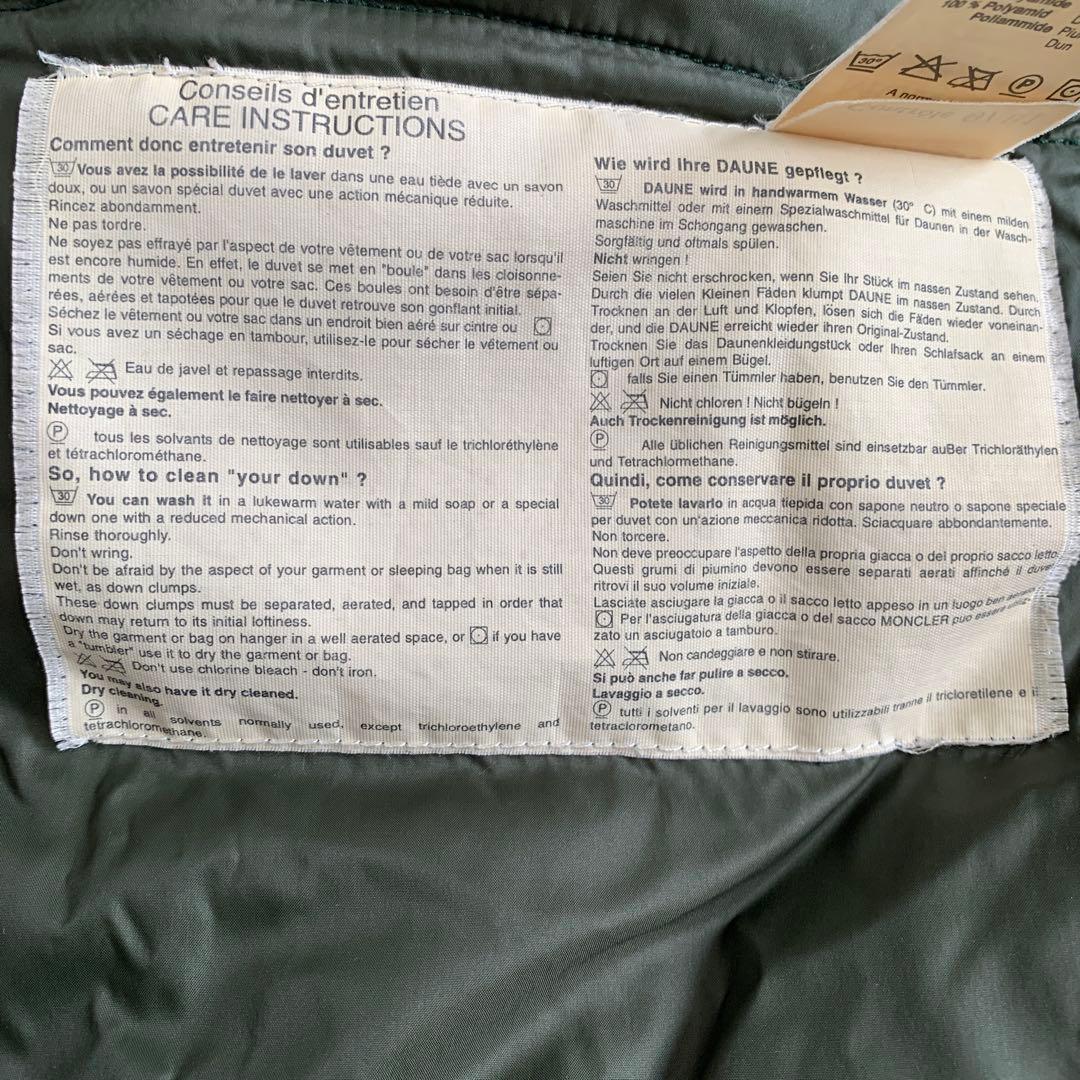 Conseils d'entretien
CARE INSTRUCTIONS
Comment donc entretenir son duvet ?
30 Vous avez la possibilité de le laver dans une eau tiède avec un savon
doux, ou un savon spécial duvet avec une action mécanique réduite.
Rincez abondamment.
Ne pas tordre.
Ne soyez pas effrayé par l'aspect de votre vêtement ou de votre sac lorsqu'il
est encore humide. En effet, le duvet se met en "boule" dans les cloisonne-
ments de votre vêtement ou votre sac. Ces boules ont besoin d'être sépa-
rées, aérées et tapotées pour que le duvet retrouve son gonflant initial.
Séchez le vêtement ou votre sac dans un endroit bien aéré sur cintre ou
Si vous avez un séchage en tambour, utilisez-le pour sécher le vêtement ou
sac.
Eau de javel et repassage interdits.
Vous pouvez également le faire nettoyer à sec.
Nettoyage à sec.
P tous les solvants de nettoyage sont utilisables sauf le trichloréthylène
et tétrachlorométhane.
So, how to clean "your down" ?
30 You can wash it in a lukewarm water with a mild soap or a special
down one with a reduced mechanical action.
Rinse thoroughly.
Don't wring.
Don't be afraid by the aspect of your garment or sleeping bag when it is still
wet, as down clumps.
These down clumps must be separated, aerated, and tapped in order that
down may return to its initial loftiness.
Dry the garment or bag on hanger in a well aerated space, or if you have
a "tumbler" use it to dry the garment or bag.
Don't use chlorine bleach - don't iron.
You may also have it dry cleaned.
Dry cleaning.
P in all solvents normally used, except trichloroethylene and
tetrachloromethane.
Wie wird Ihre DAUNE gepflegt ?
30 DAUNE wird in handwarmem Wasser (30° C) mit einem milden
Waschmittel oder mit einem Spezialwaschmittel für Daunen in der Wasch-
maschine im Schongang gewaschen.
Sorgfältig und oftmals spülen.
Nicht wringen !
Seien Sie nicht erschrocken, wenn Sie Ihr Stück im nassen Zustand sehen.
Durch die vielen Kleinen Fäden klumpt DAUNE im nassen Zustand. Durch
Trocknen an der Luft und Klopfen, lösen sich die Fäden wieder voneinan-
der, und die DAUNE erreicht wieder ihren Original-Zustand.
Trocknen Sie das Daunenkleidungstück oder Ihren Schlafsack an einem
luftigen Ort auf einem Bügel.
falls Sie einen Tümmler haben, benutzen Sie den Tümmler.
Nicht chloren ! Nicht bügeln !
Auch Trockenreinigung ist möglich.
P Alle üblichen Reinigungsmittel sind einsetzbar auBer Trichloräthylen
und Tetrachlormethane.
Quindi, come conservare il proprio duvet ?
30 Potete lavarlo in acqua tiepida con sapone neutro o sapone speciale
per duvet con un'azione meccanica ridotta. Sciacquare abbondantemente.
Non torcere.
Non deve preoccupare l'aspetto della propria giacca o del proprio sacco letto.
Questi grumi di piumino devono essere separati aerati affinché il duvet
ritrovi il suo volume iniziale.
Lasciate asciugare la giacca o il sacco letto appeso in un luogo ben
Per l'asciugatura della giacca o del sacco MONCLER puo essere
zato un asciugatoio a tamburo.
Non candeggiare e non stirare.
Si può anche far pulire a secco.
Lavaggio a secco.
P tutti i solventi per il lavaggio sono utilizzabili tranne il tricloretilene e il
tetraclorometano.
100 % Polyamid
Poliammide
Dun
30°
P
A